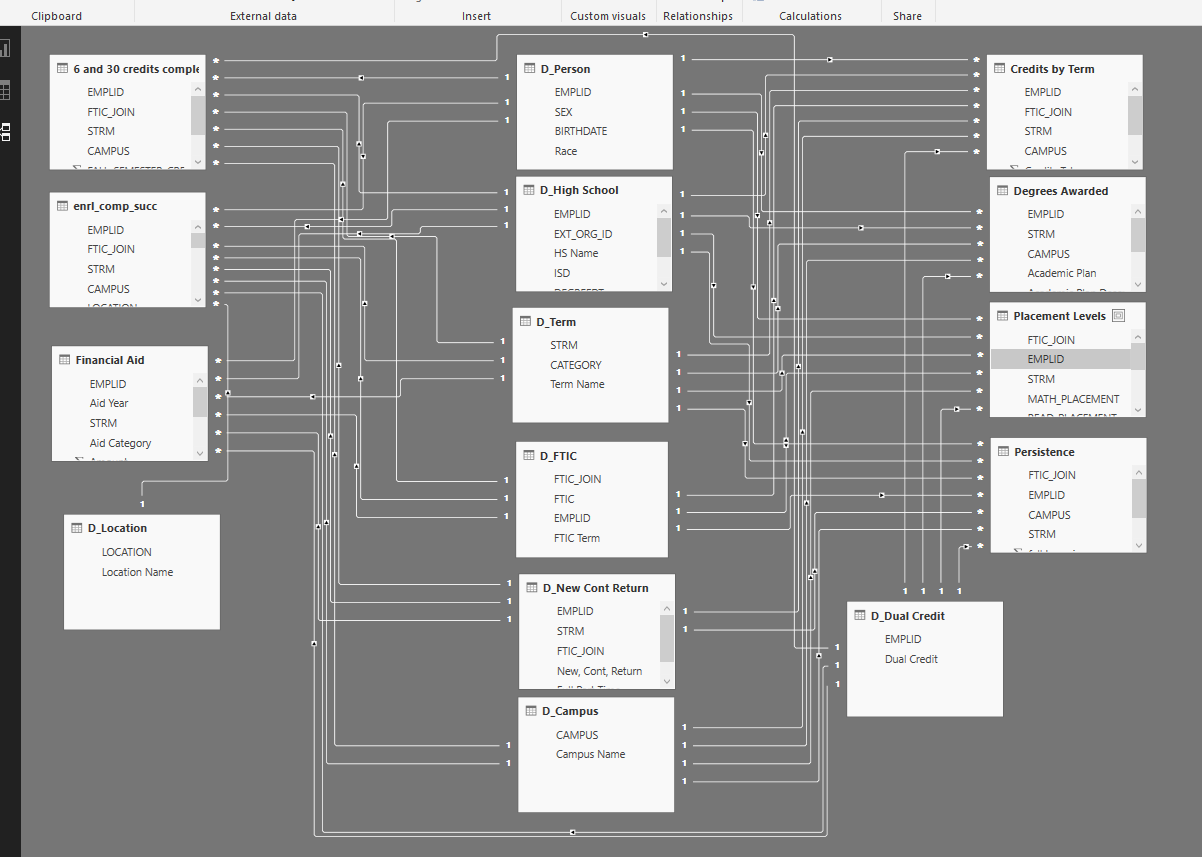 Clipboard
External data
Insert
Custom visuals
Relationships
Calculations
Share
6 and 30 credits comple
EMPLID
FTIC_JOIN
STRM
CAMPUS
enrl_comp_succ
EMPLID
FTIC_JOIN
STRM
CAMPUS
LOCATION
Financial Aid
EMPLID
Aid Year
STRM
Aid Category
Amount
D_Location
LOCATION
Location Name
D_Person
EMPLID
SEX
BIRTHDATE
Race
D_High School
EMPLID
EXT_ORG_ID
HS Name
ISD
D_Term
STRM
CATEGORY
Term Name
D_FTIC
FTIC_JOIN
FTIC
EMPLID
FTIC Term
D_New Cont Return
EMPLID
STRM
FTIC_JOIN
New, Cont, Return
D_Campus
CAMPUS
Campus Name
Credits by Term
EMPLID
FTIC_JOIN
STRM
CAMPUS
Degrees Awarded
EMPLID
STRM
CAMPUS
Academic Plan
Placement Levels
FTIC_JOIN
EMPLID
STRM
MATH_PLACEMENT
READ_PLACEMENT
Persistence
FTIC_JOIN
EMPLID
CAMPUS
STRM
D_Dual Credit
EMPLID
Dual Credit